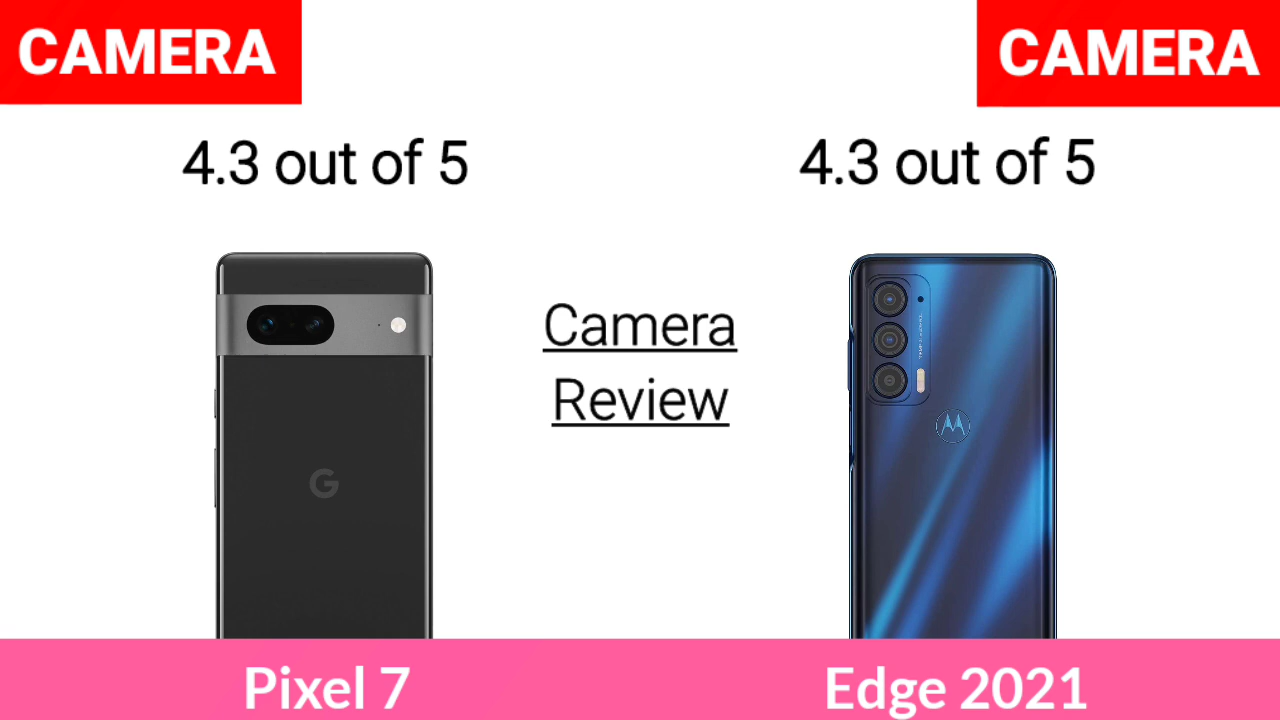 CAMERA
CAMERA
4.3 out of 5
4.3 out of 5
Camera
Review
G
Pixel 7
Edge 2021